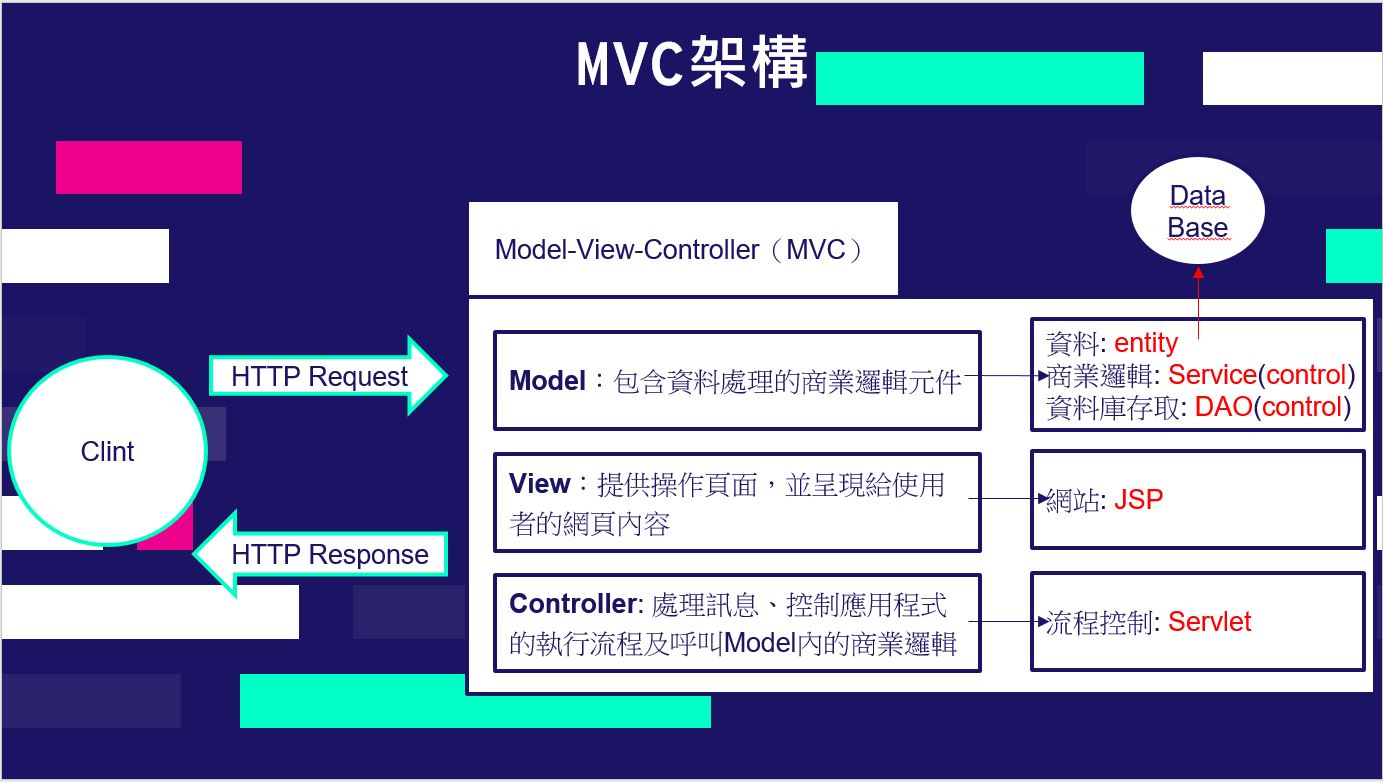 MVC架構
Data
Base
Model-View-Controller（MVC）
HTTP Request
Clint
HTTP Response
Model：包含資料處理的商業邏輯元件
資料: entity
商業邏輯: Service(control)
資料庫存取: DAO(control)
View：提供操作頁面，並呈現給使用
者的網頁內容
網站: JSP
Controller: 處理訊息、控制應用程式
的執行流程及呼叫Model內的商業邏輯
流程控制: Servlet